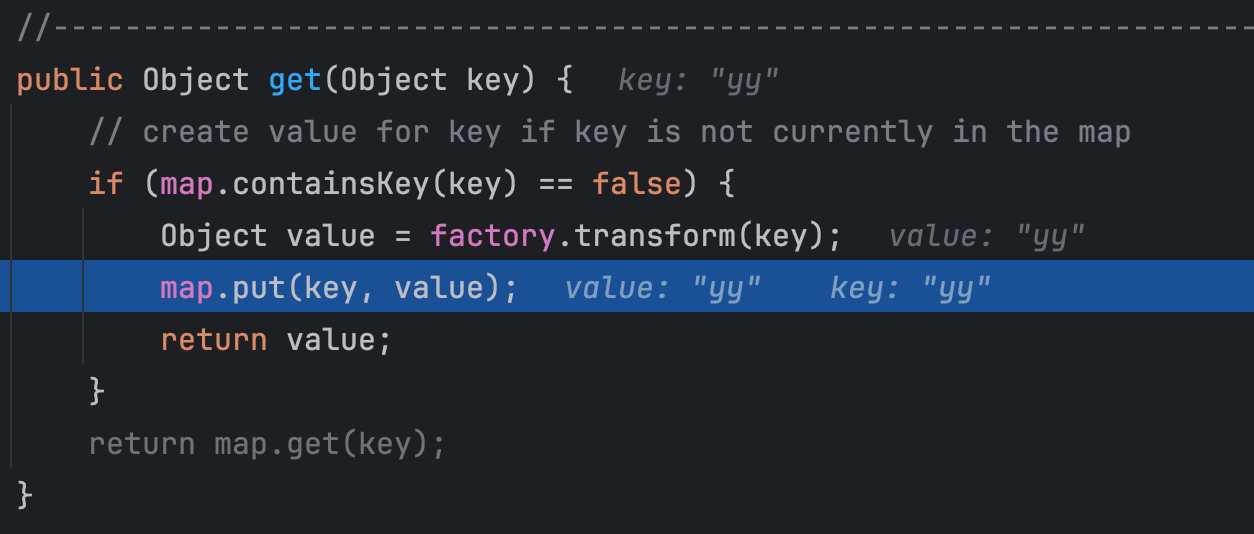 //------------------------------------------------------------------
public Object get(Object key) {  key: "yy"
    // create value for key if key is not currently in the map
    if (map.containsKey(key) == false) {
        Object value = factory.transform(key);  value: "yy"
        map.put(key, value);  value: "yy"    key: "yy"
        return value;
    }
    return map.get(key);
}